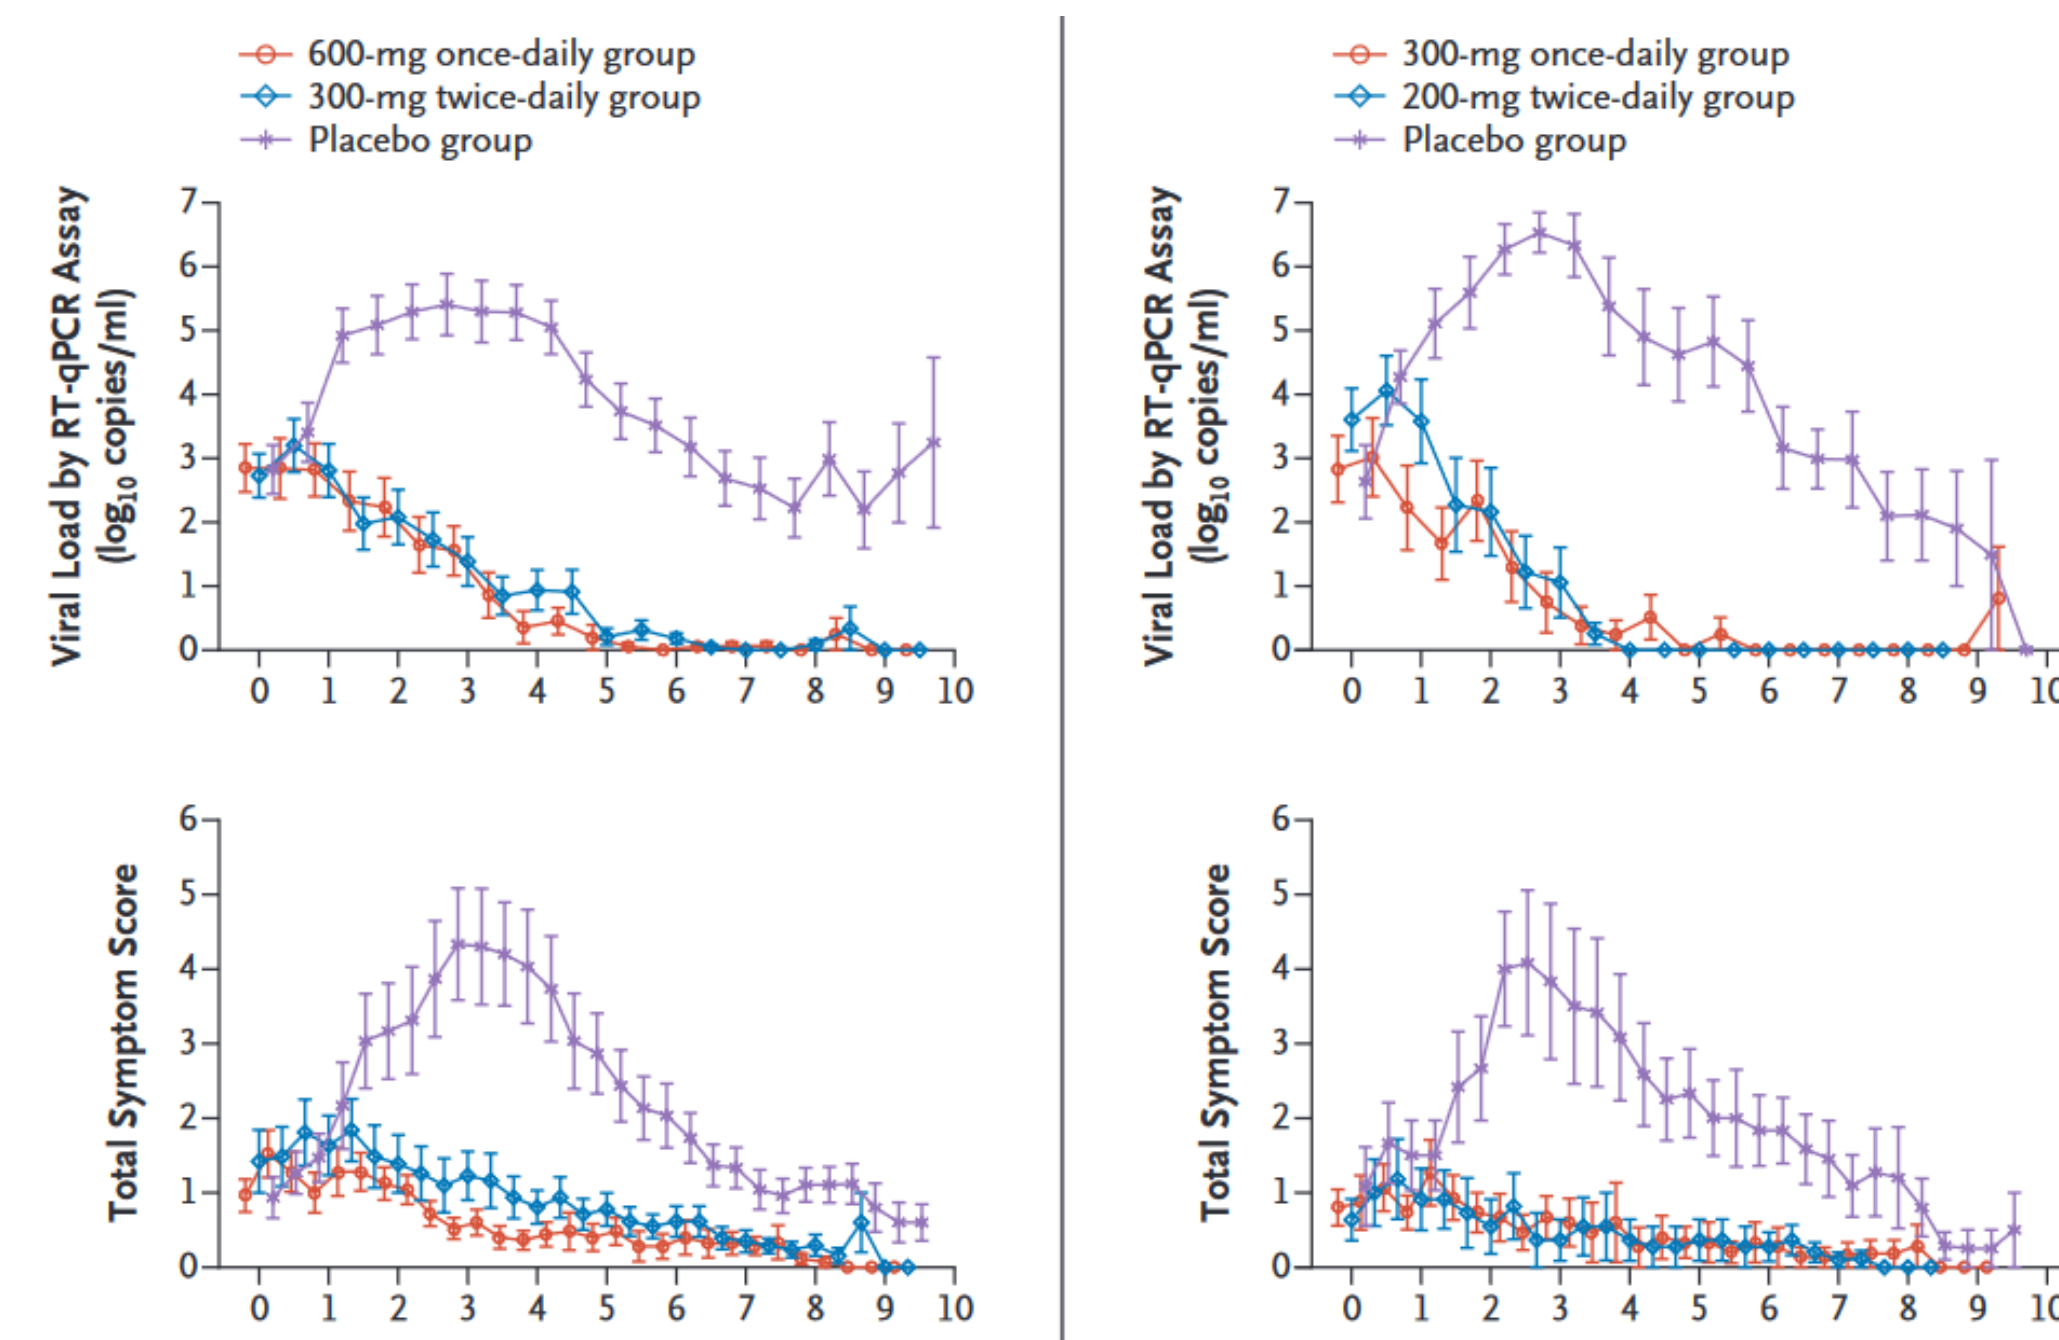 600-mg once-daily group
300-mg twice-daily group
Placebo group
Viral Load by RT-qPCR Assay
(log10 copies/ml)
7
6
5
4
3
2
1
0
0 1 2 3 4 5 6 7 8 9 10
Total Symptom Score
6
5
4
3
2
1
0
0 1 2 3 4 5 6 7 8 9 10
300-mg once-daily group
200-mg twice-daily group
Placebo group
Viral Load by RT-qPCR Assay
(log10 copies/ml)
7
6
5
4
3
2
1
0
0 1 2 3 4 5 6 7 8 9 10
Total Symptom Score
6
5
4
3
2
1
0
0 1 2 3 4 5 6 7 8 9 10